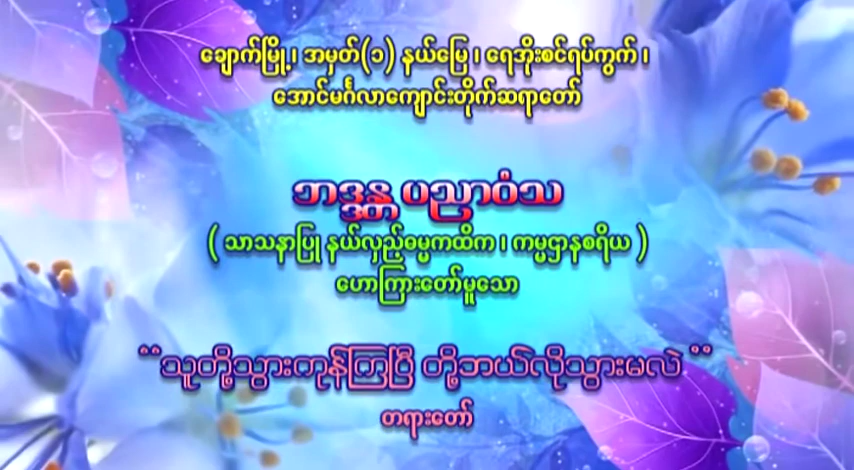 ချောက်မြို့၊ အမှတ်(၁) နယ်မြေ ၊ ရေအိုးစင်ရပ်ကွက် ၊
အောင်မင်္ဂလာကျောင်းတိုက်ဆရာတော်
ဘဒ္ဒန္တ ပညာဝံသ
( သာသနာပြု နယ်လှည့်ဓမ္မကထိက ၊ ကမ္မဋ္ဌာနစရိယ )
ဟောကြားတော်မူသော
“သူတို့သွားကုန်ကြပြီ တို့ဘယ်လိုသွားမလဲ”
တရားတော်